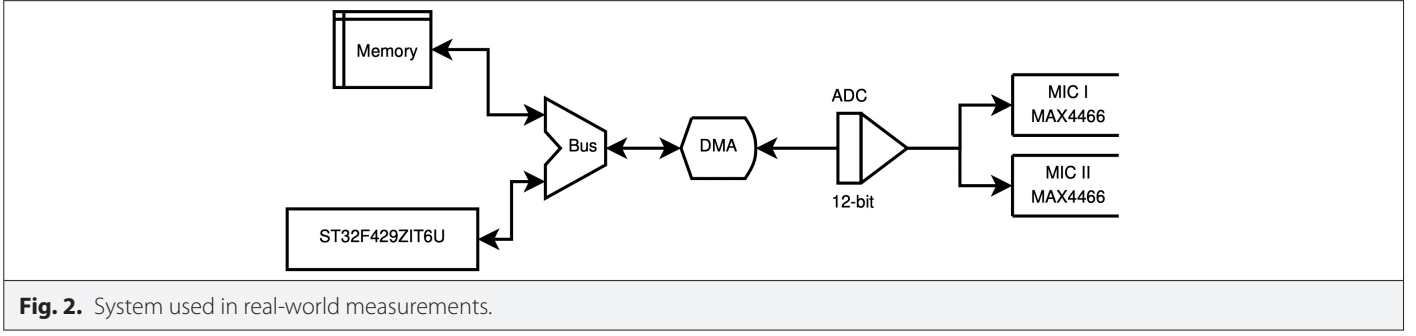 Memory
ADC
MIC I
MAX4466
Bus
DMA
MIC II
MAX4466
12-bit
ST32F429ZIT6U
Fig. 2. System used in real-world measurements.